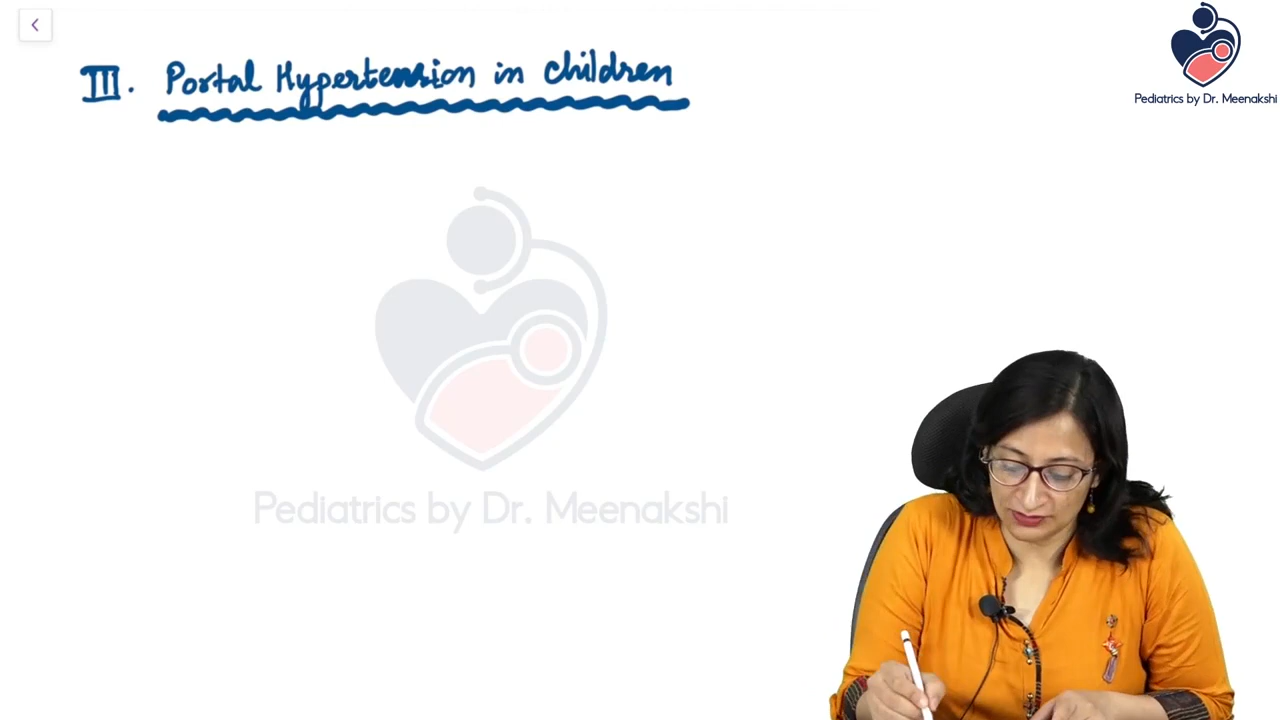 III. Portal Hypertension in children
Pediatrics by Dr. Meenakshi
Pediatrics by Dr. Meenakshi